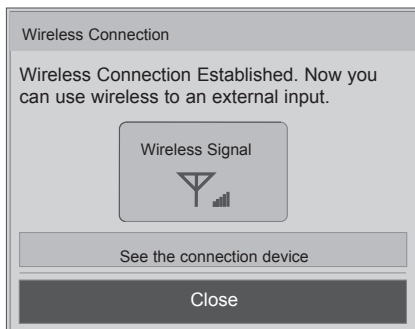 Wireless Connection
Wireless Connection Established. Now you
can use wireless to an external input.
Wireless Signal
See the connection device
Close